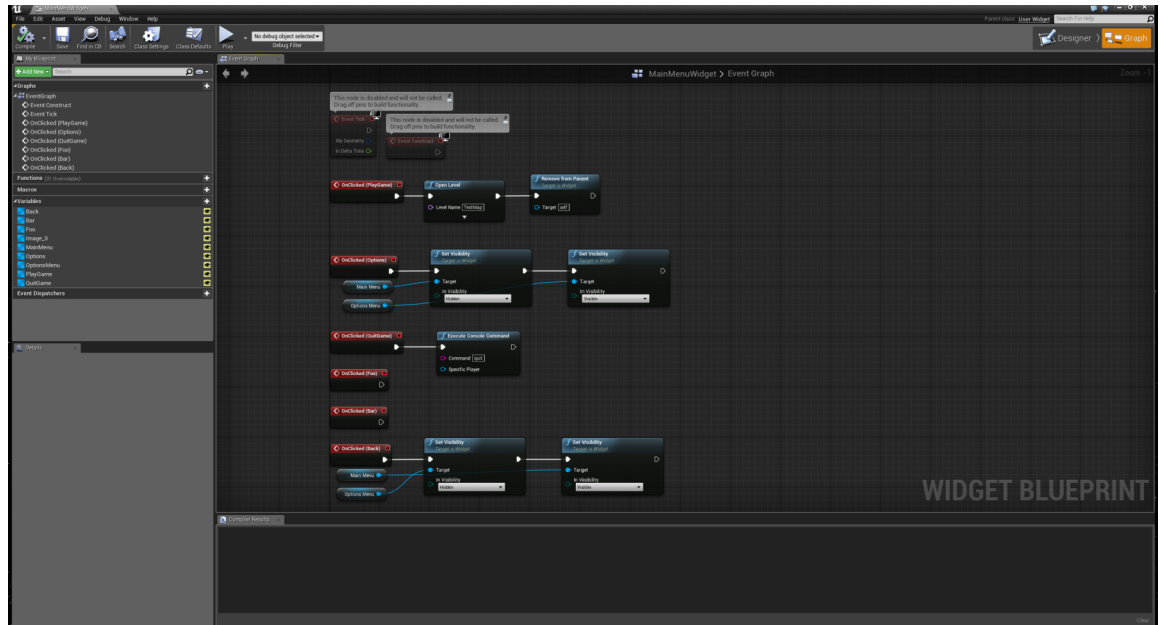 MainMenuWidget
File Edit Asset View Debug Window Help
Parent class: User Widget Search For Help
Compile Save Find in CB Search Class Settings Class Defaults Play
No debug object selected
Debug Filter
Designer Graph
My Blueprint
Event Graph
+Add New Search
MainMenuWidget > Event Graph
Zoom -1
Graphs
EventGraph
Event Construct
Event Tick
OnClicked (PlayGame)
OnClicked (Options)
OnClicked (QuitGame)
OnClicked (Foo)
OnClicked (Bar)
OnClicked (Back)
Functions (31 Overridable)
Macros
Variables
Back
Bar
Foo
Image_0
MainMenu
Options
OptionsMenu
PlayGame
QuitGame
Event Dispatchers
Details
This node is disabled and will not be called.
Drag off pins to build functionality.
Event Tick
My Geometry
In Delta Time
This node is disabled and will not be called.
Drag off pins to build functionality.
Event Construct
OnClicked (PlayGame)
Open Level
Level Name TestMap
Remove from Parent
Target is Widget
Target self
OnClicked (Options)
Main Menu
Options Menu
Set Visibility
Target is Widget
Target
In Visibility
Hidden
Set Visibility
Target is Widget
Target
In Visibility
Visible
OnClicked (QuitGame)
Execute Console Command
Command quit
Specific Player
OnClicked (Foo)
OnClicked (Bar)
OnClicked (Back)
Main Menu
Options Menu
Set Visibility
Target is Widget
Target
In Visibility
Hidden
Set Visibility
Target is Widget
Target
In Visibility
Visible
WIDGET BLUEPRINT
Compiler Results
Clear